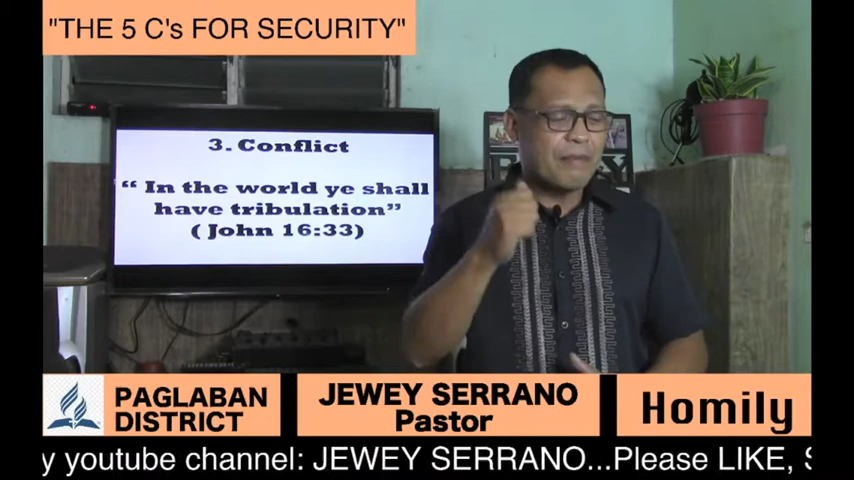 "THE 5 C's FOR SECURITY"
3. Conflict
“ In the world ye shall
have tribulation”
( John 16:33)
PAGLABAN
DISTRICT
JEWEY SERRANO
Pastor
Homily
y youtube channel: JEWEY SERRANO...Please LIKE, S